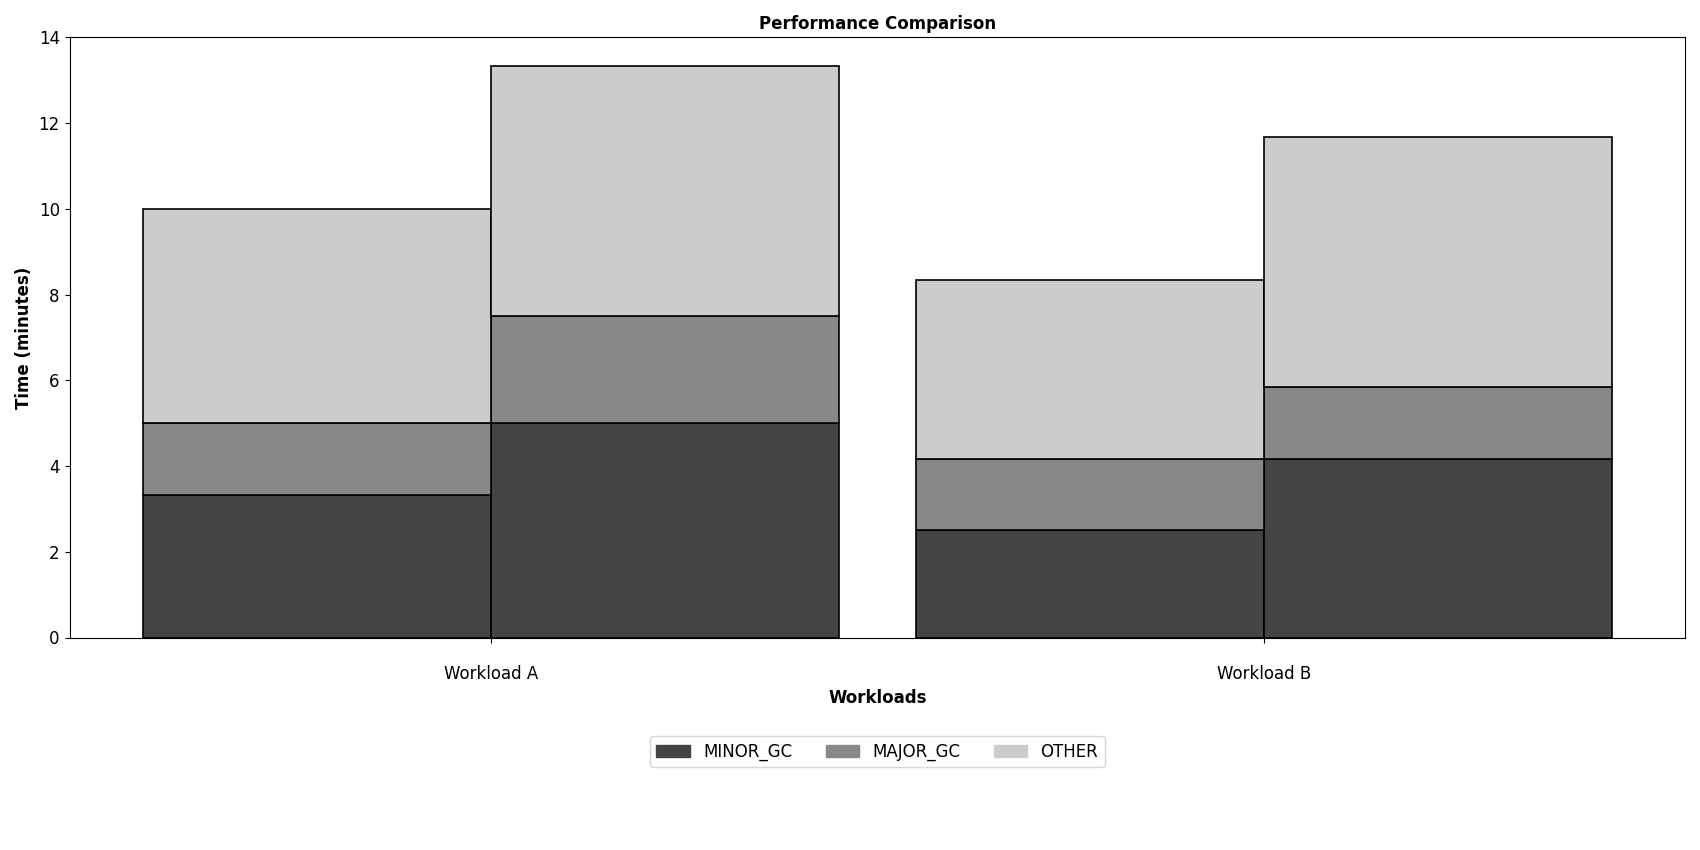 Performance Comparison
14
12
10
8
6
4
2
0
Time (minutes)
Workload A
Workload B
Workloads
MINOR_GC
MAJOR_GC
OTHER